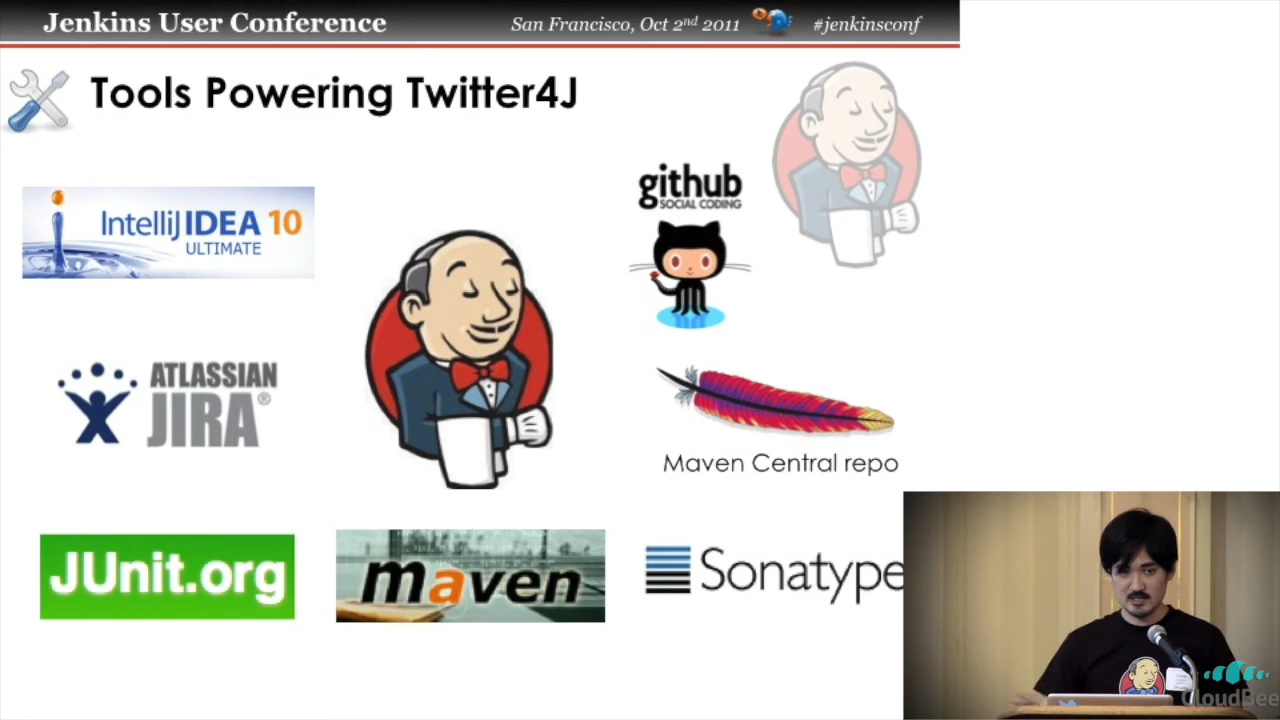 Jenkins User Conference
San Francisco, Oct 2nd 2011
#jenkinsconf
Tools Powering Twitter4J
IntelliJ IDEA 10
ULTIMATE
github
SOCIAL CODING
ATLASSIAN
JIRA®
Maven Central repo
JUnit.org
maven
Sonatype
CloudBee